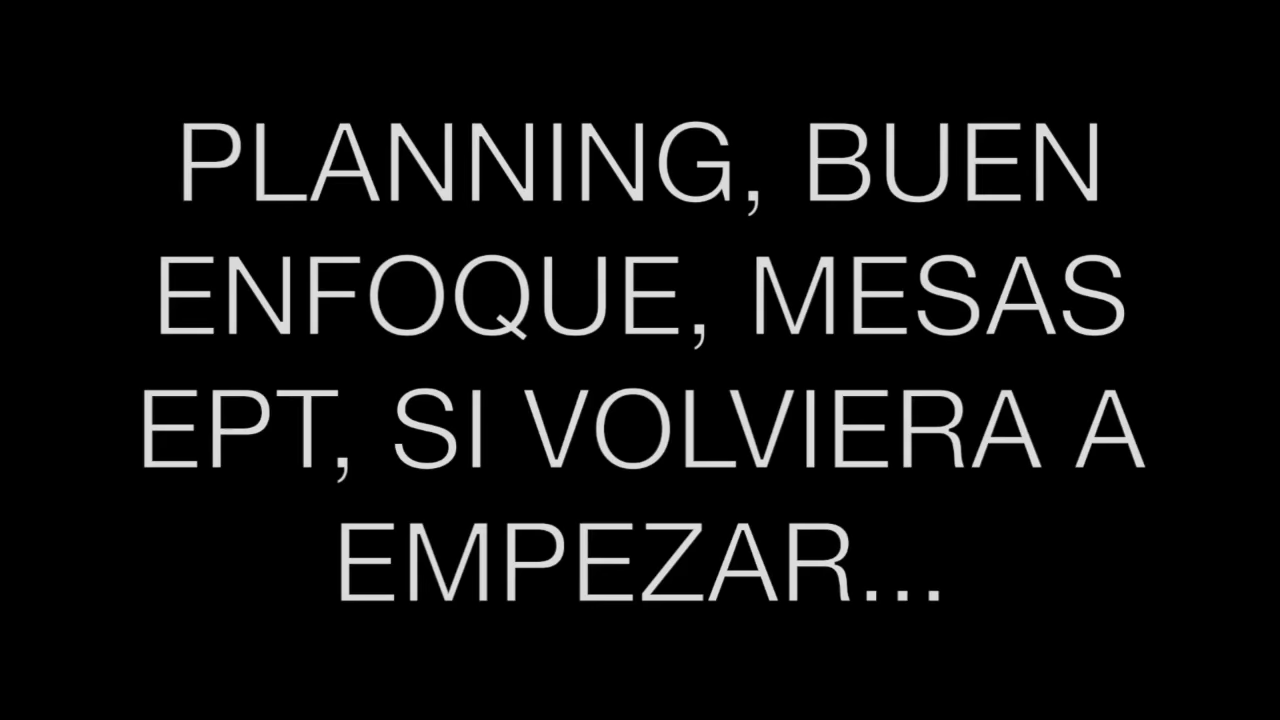 PLANNING, BUEN
ENFOQUE, MESAS
EPT, SI VOLVIERA A
EMPEZAR...